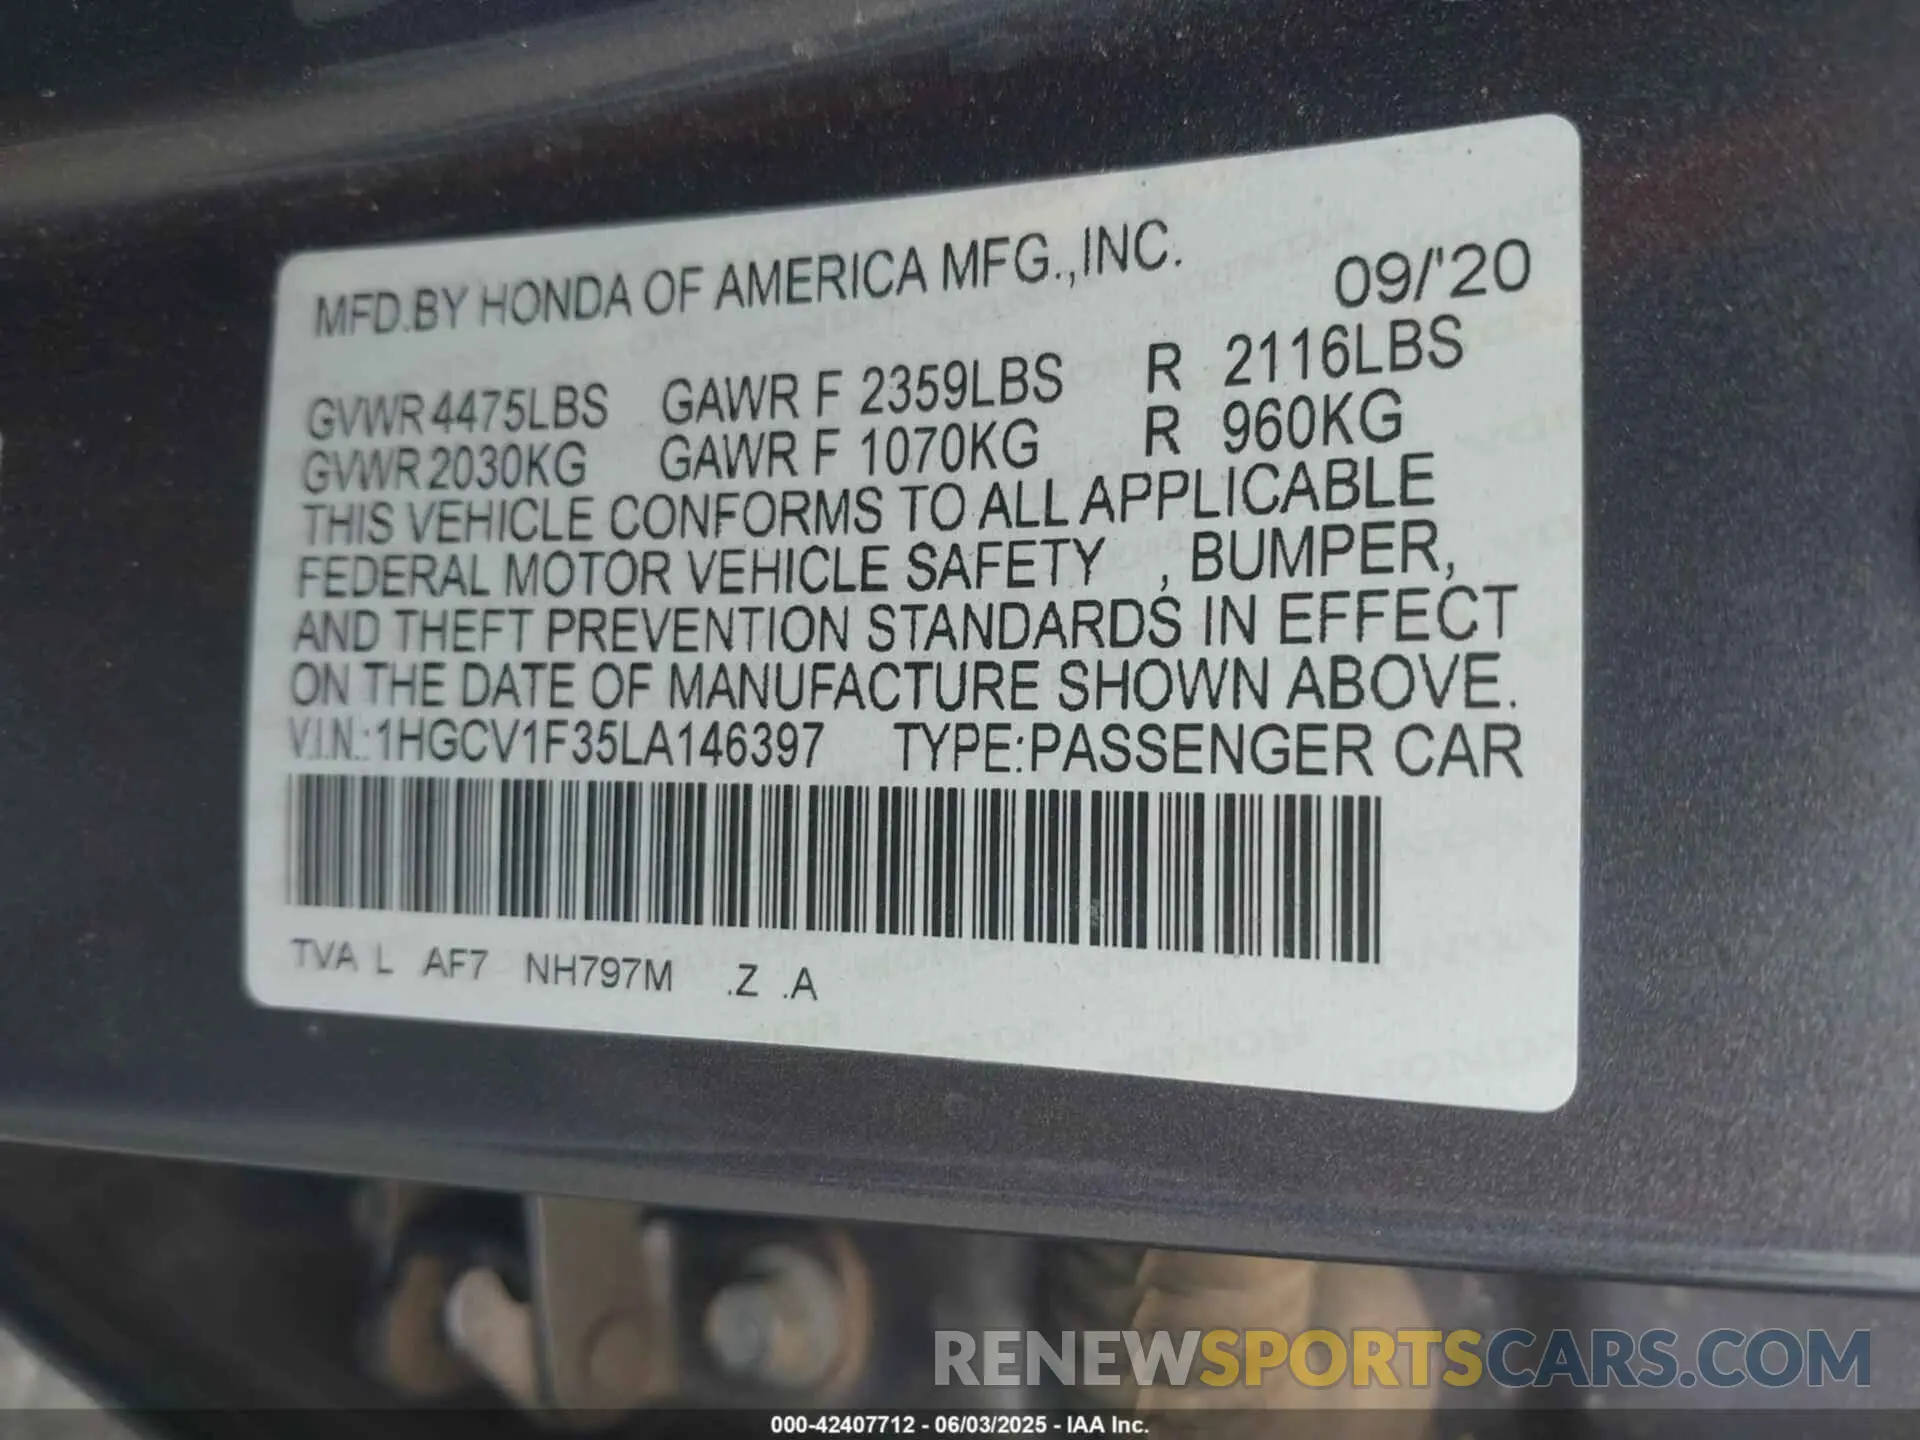 MFD.BY HONDA OF AMERICA MFG.,INC. 09/'20
GVWR 4475LBS GAWR F 2359LBS R 2116LBS
GVWR 2030KG GAWR F 1070KG R 960KG
THIS VEHICLE CONFORMS TO ALL APPLICABLE
FEDERAL MOTOR VEHICLE SAFETY , BUMPER,
AND THEFT PREVENTION STANDARDS IN EFFECT
ON THE DATE OF MANUFACTURE SHOWN ABOVE.
V.I.N.:1HGCV1F35LA146397 TYPE:PASSENGER CAR
TVA L AF7 NH797M .Z .A
RENEWSPORTSCARS.COM
000-42407712 - 06/03/2025 - IAA Inc.